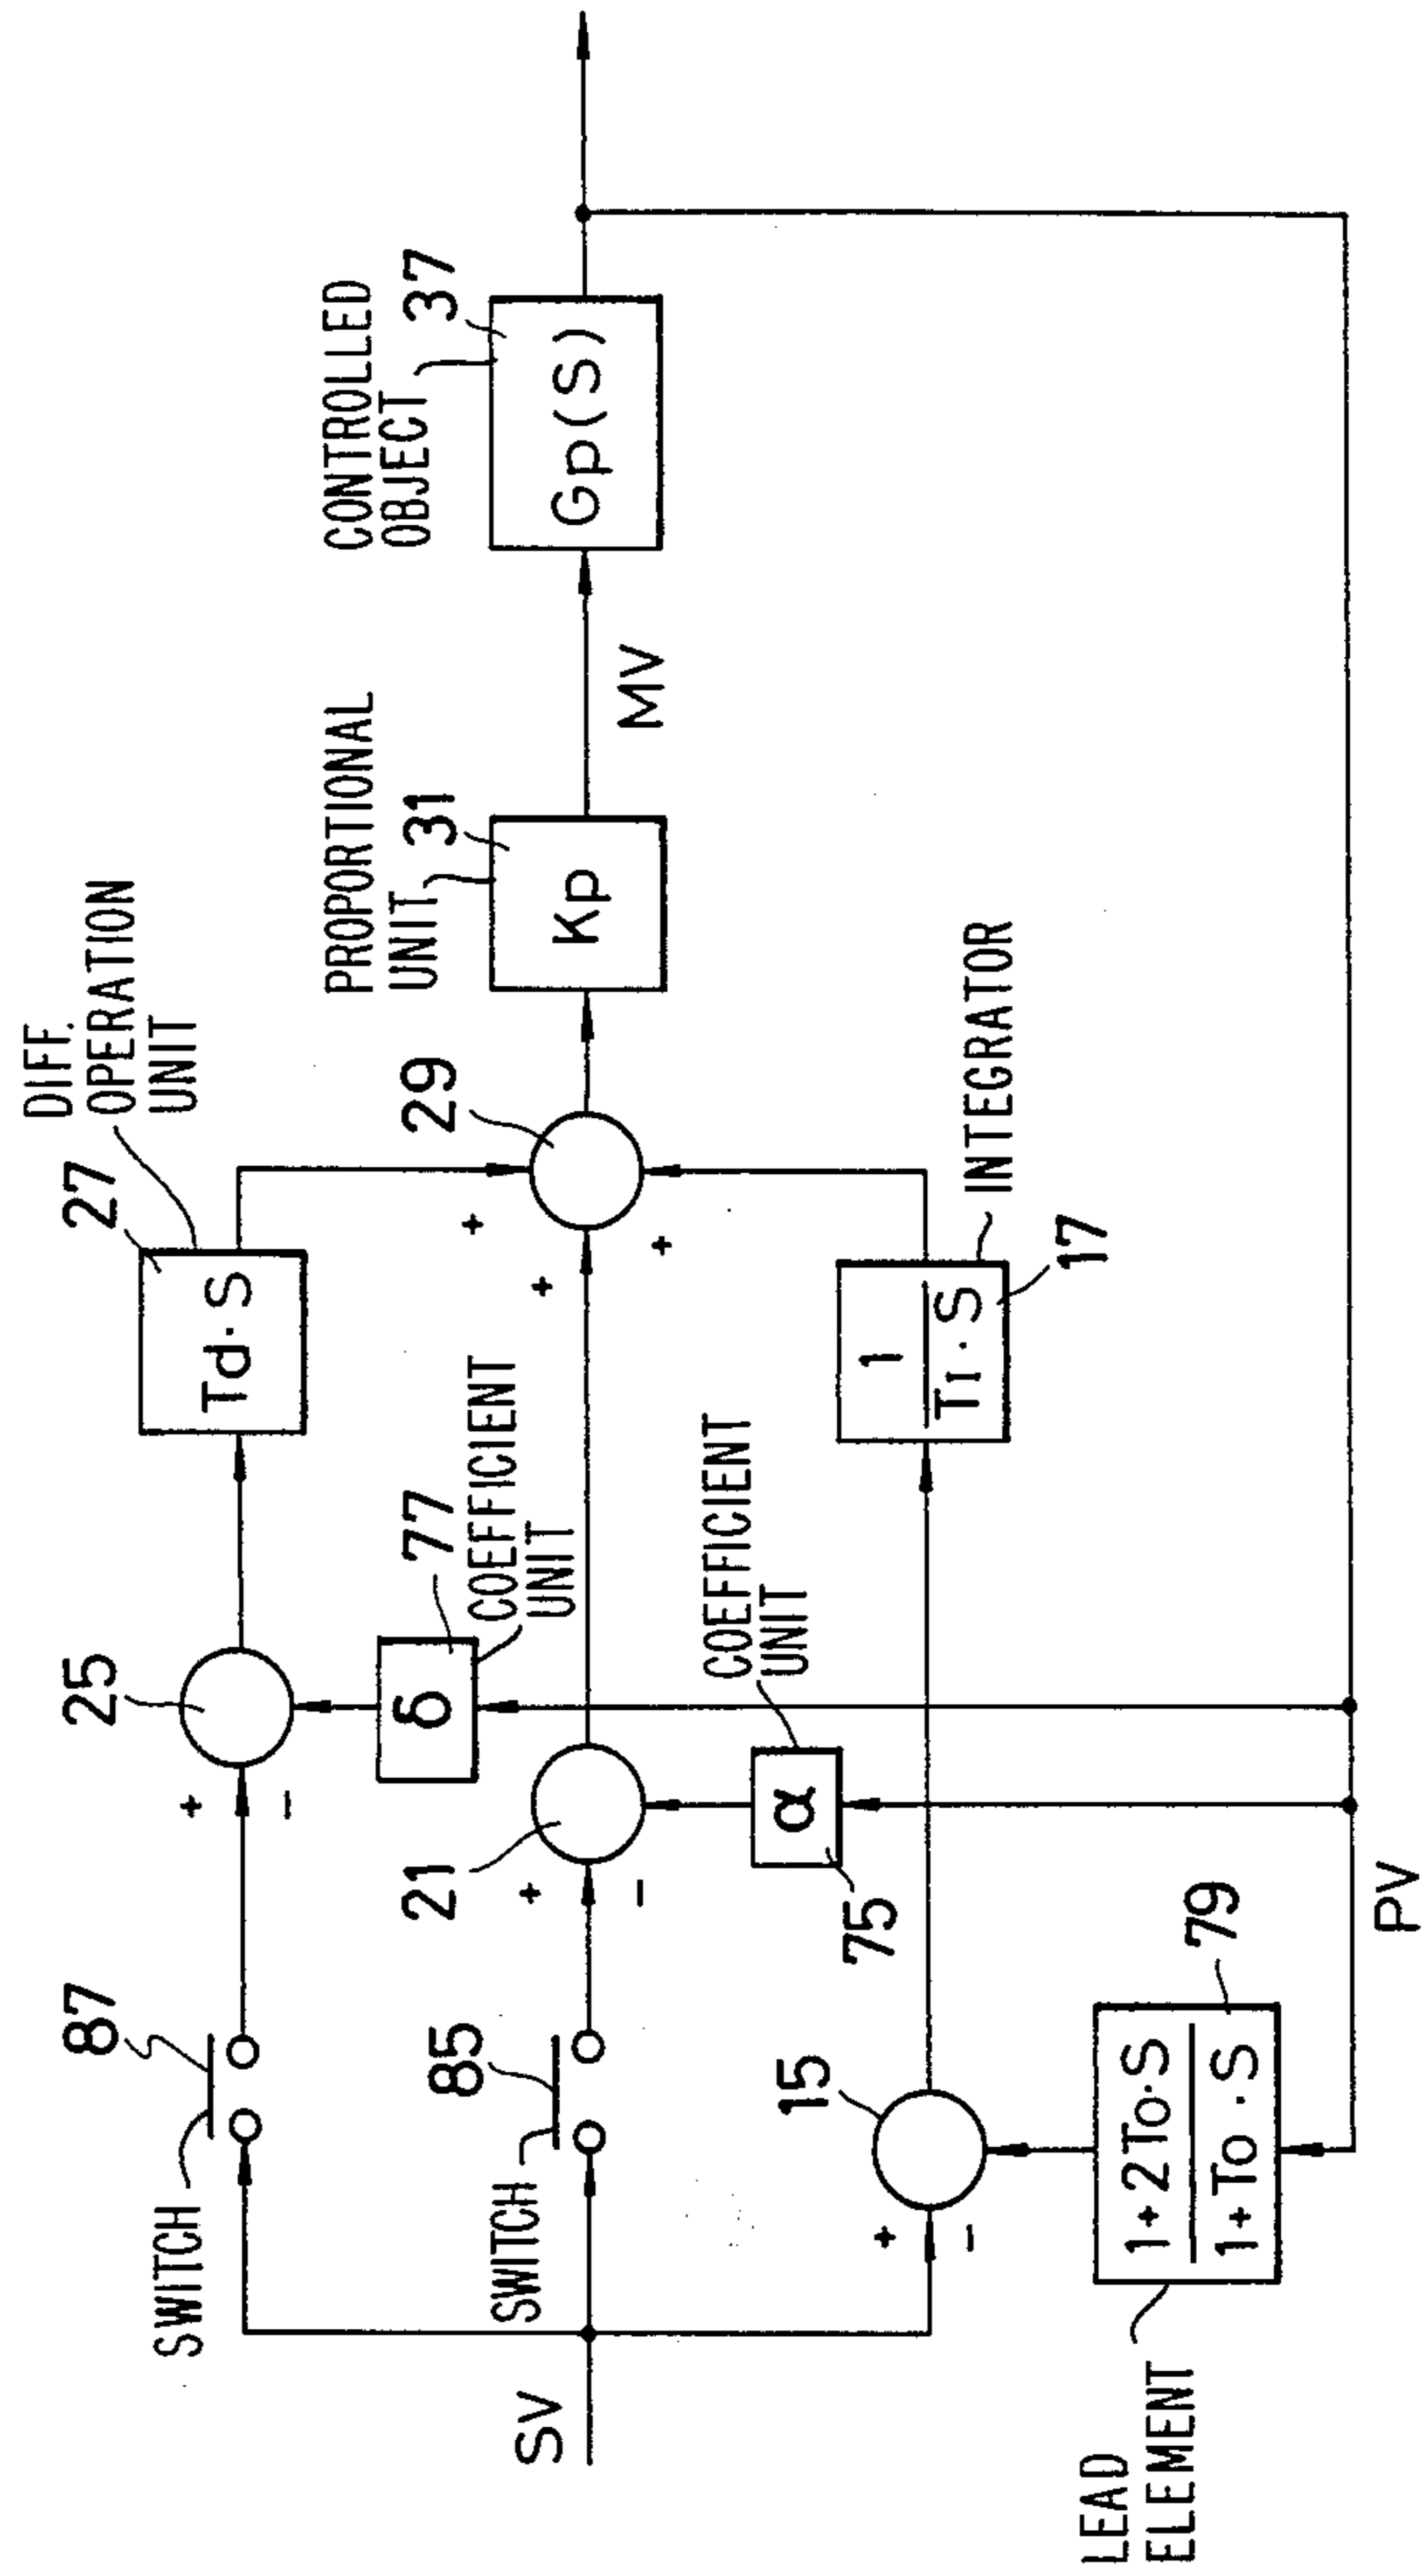 DIFF.
OPERATION
UNIT
27
Td·S
25
+
−
87
SWITCH
CONTROLLED
OBJECT
37
Gp(S)
MV
PROPORTIONAL
UNIT
31
Kp
29
+
+
+
77
δ
COEFFICIENT
UNIT
21
+
−
85
SWITCH
SV
COEFFICIENT
UNIT
α
75
INTEGRATOR
17
1
TI·S
15
+
−
79
1+2To·S
1+To·S
LEAD
ELEMENT
PV